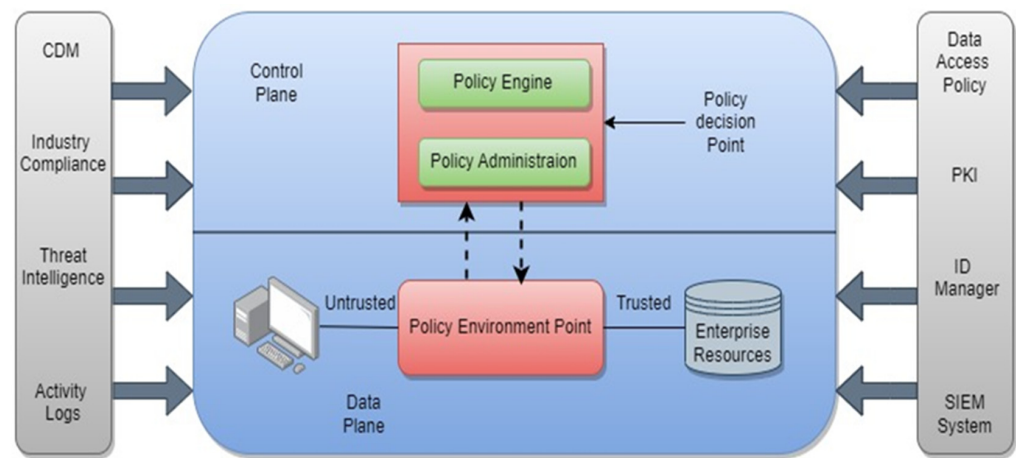 CDM
Industry
Compliance
Threat
Intelligence
Activity
Logs
Control
Plane
Policy Engine
Policy Administraion
Policy
decision
Point
Untrusted
Policy Environment Point
Trusted
Enterprise
Resources
Data
Plane
Data
Access
Policy
PKI
ID
Manager
SIEM
System